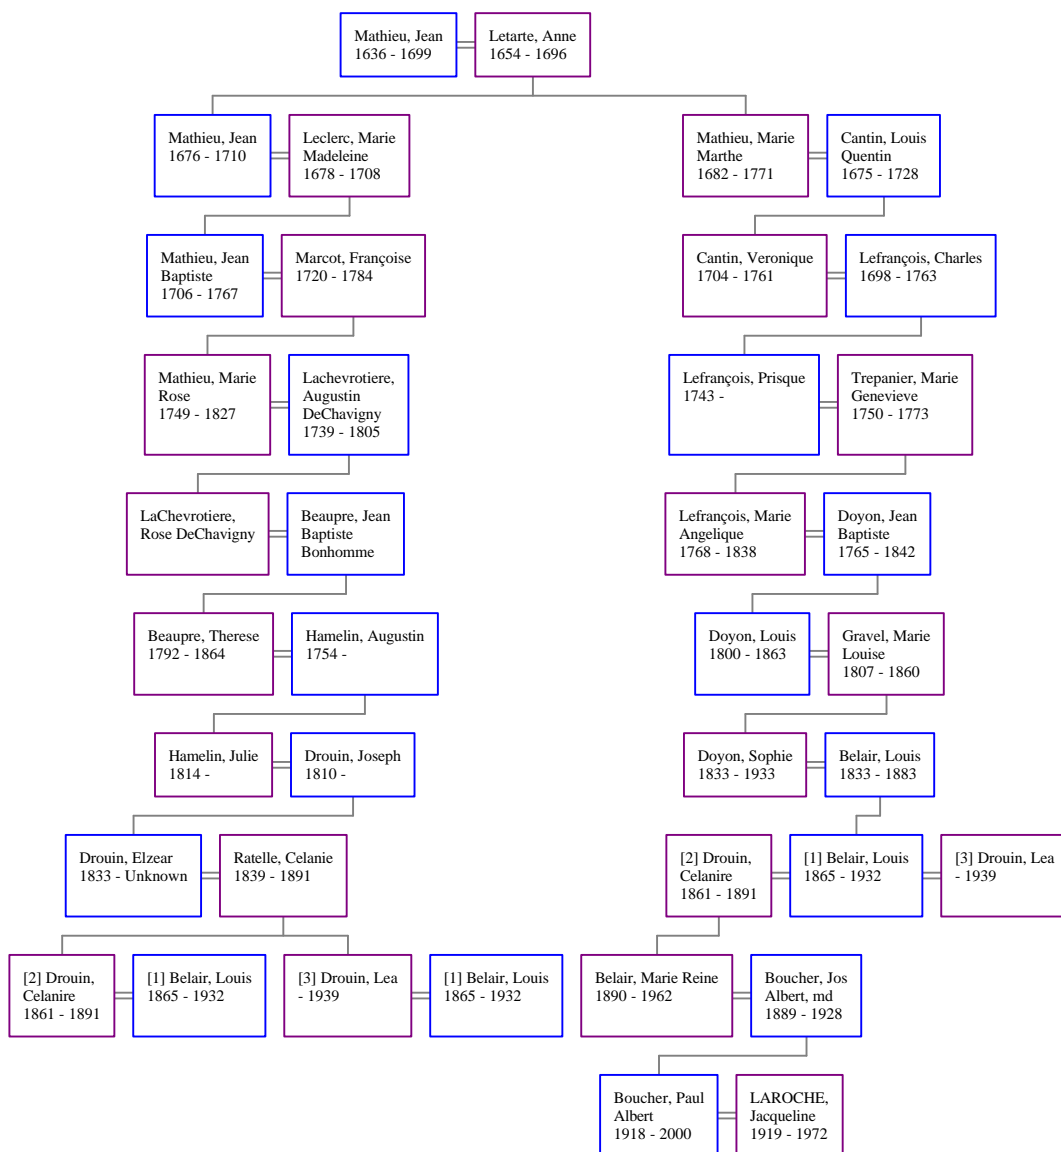 Mathieu, Jean
1636 - 1699
Letarte, Anne
1654 - 1696
Mathieu, Jean
1676 - 1710
Leclerc, Marie
Madeleine
1678 - 1708
Mathieu, Marie
Marthe
1682 - 1771
Cantin, Louis
Quentin
1675 - 1728
Mathieu, Jean
Baptiste
1706 - 1767
Marcot, Françoise
1720 - 1784
Cantin, Veronique
1704 - 1761
Lefrançois, Charles
1698 - 1763
Mathieu, Marie
Rose
1749 - 1827
Lachevrotiere,
Augustin
DeChavigny
1739 - 1805
Lefrançois, Prisque
1743 -
Trepanier, Marie
Genevieve
1750 - 1773
LaChevrotiere,
Rose DeChavigny
Beaupre, Jean
Baptiste
Bonhomme
Lefrançois, Marie
Angelique
1768 - 1838
Doyon, Jean
Baptiste
1765 - 1842
Beaupre, Therese
1792 - 1864
Hamelin, Augustin
1754 -
Doyon, Louis
1800 - 1863
Gravel, Marie
Louise
1807 - 1860
Hamelin, Julie
1814 -
Drouin, Joseph
1810 -
Doyon, Sophie
1833 - 1933
Belair, Louis
1833 - 1883
Drouin, Elzear
1833 - Unknown
Ratelle, Celanie
1839 - 1891
[2] Drouin,
Celanire
1861 - 1891
[1] Belair, Louis
1865 - 1932
[3] Drouin, Lea
- 1939
[2] Drouin,
Celanire
1861 - 1891
[1] Belair, Louis
1865 - 1932
[3] Drouin, Lea
- 1939
[1] Belair, Louis
1865 - 1932
Belair, Marie Reine
1890 - 1962
Boucher, Jos
Albert, md
1889 - 1928
Boucher, Paul
Albert
1918 - 2000
LAROCHE,
Jacqueline
1919 - 1972